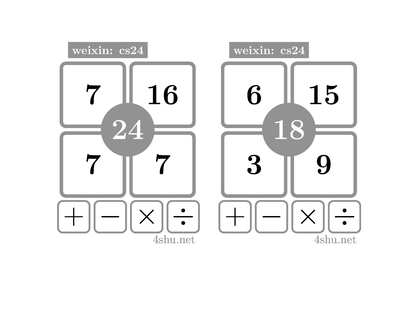 weixin: cs24
7 16
24
7 7
+ − × ÷
4shu.net
weixin: cs24
6 15
18
3 9
+ − × ÷
4shu.net